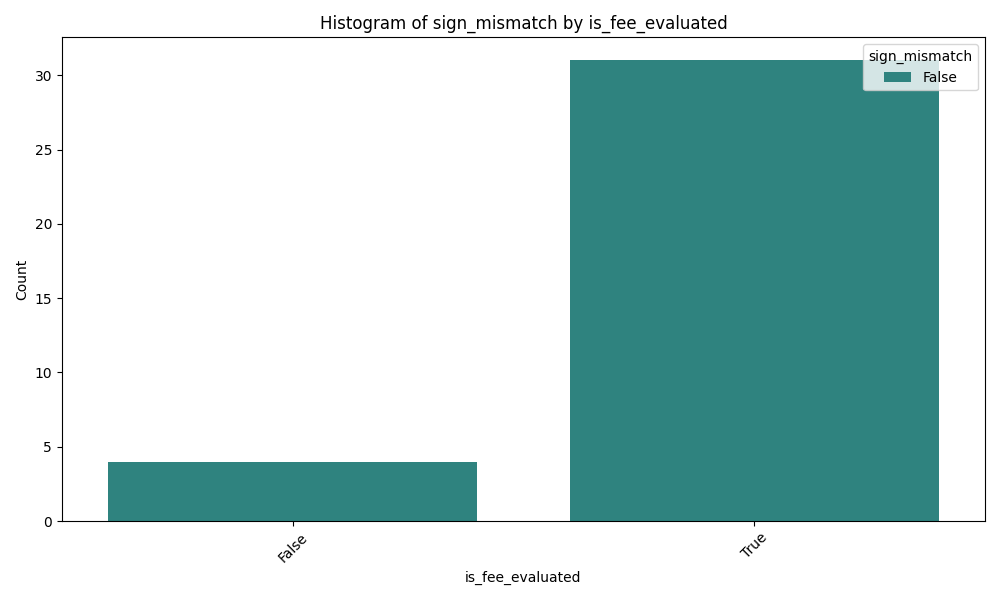 Histogram of sign_mismatch by is_fee_evaluated
sign_mismatch
False
Count
30
25
20
15
10
5
0
False
True
is_fee_evaluated